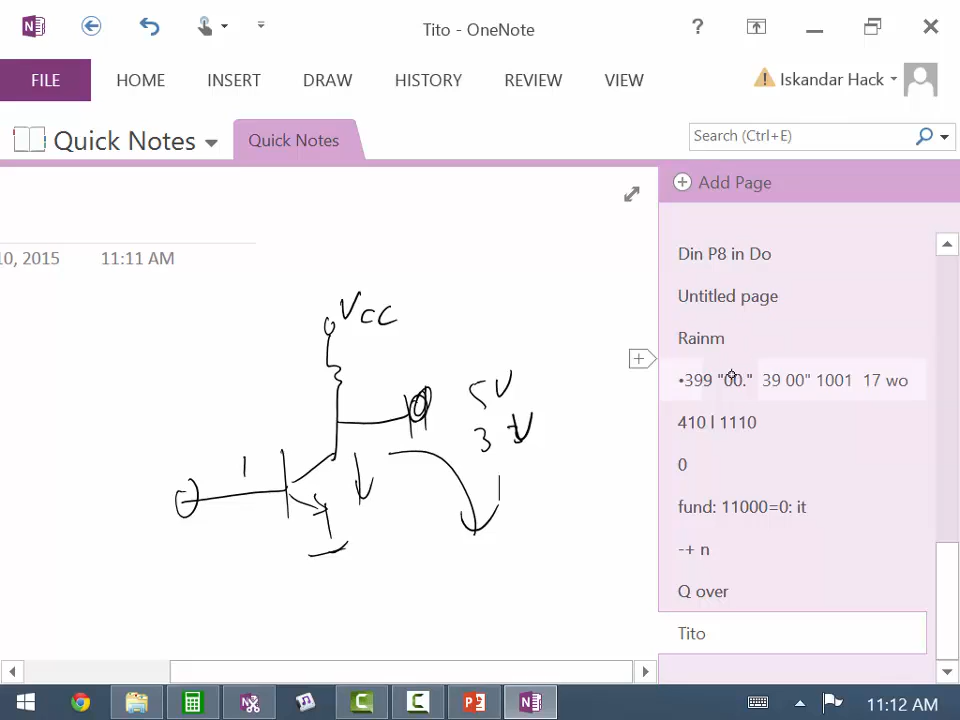 Tito - OneNote
?
FILE
HOME
INSERT
DRAW
HISTORY
REVIEW
VIEW
Iskandar Hack
Quick Notes
Quick Notes
Search (Ctrl+E)
Add Page
10, 2015
11:11 AM
Din P8 in Do
Untitled page
Rainm
•399 "00." 39 00" 1001 17 wo
410 l 1110
0
fund: 11000=0: it
-+ n
Q over
Tito
VCC
5V
3
1
11:12 AM